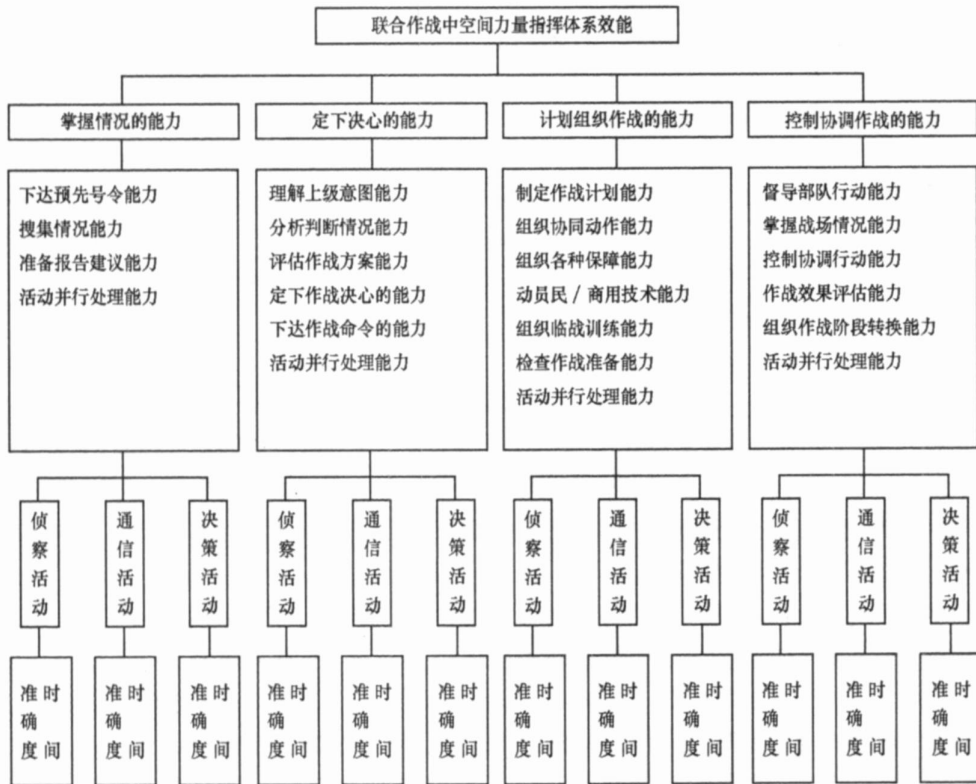 联合作战中空间力量指挥体系效能
掌握情况的能力
定下决心的能力
计划组织作战的能力
控制协调作战的能力
下达预先号令能力
搜集情况能力
准备报告建议能力
活动并行处理能力
理解上级意图能力
分析判断情况能力
评估作战方案能力
定下作战决心的能力
下达作战命令的能力
活动并行处理能力
制定作战计划能力
组织协同动作能力
组织各种保障能力
动员民 / 商用技术能力
组织临战训练能力
检查作战准备能力
活动并行处理能力
督导部队行动能力
掌握战场情况能力
控制协调行动能力
作战效果评估能力
组织作战阶段转换能力
活动并行处理能力
侦察活动
通信活动
决策活动
侦察活动
通信活动
决策活动
侦察活动
通信活动
决策活动
侦察活动
通信活动
决策活动
准确度
时间
准确度
时间
准确度
时间
准确度
时间
准确度
时间
准确度
时间
准确度
时间
准确度
时间
准确度
时间
准确度
时间
准确度
时间
准确度
时间